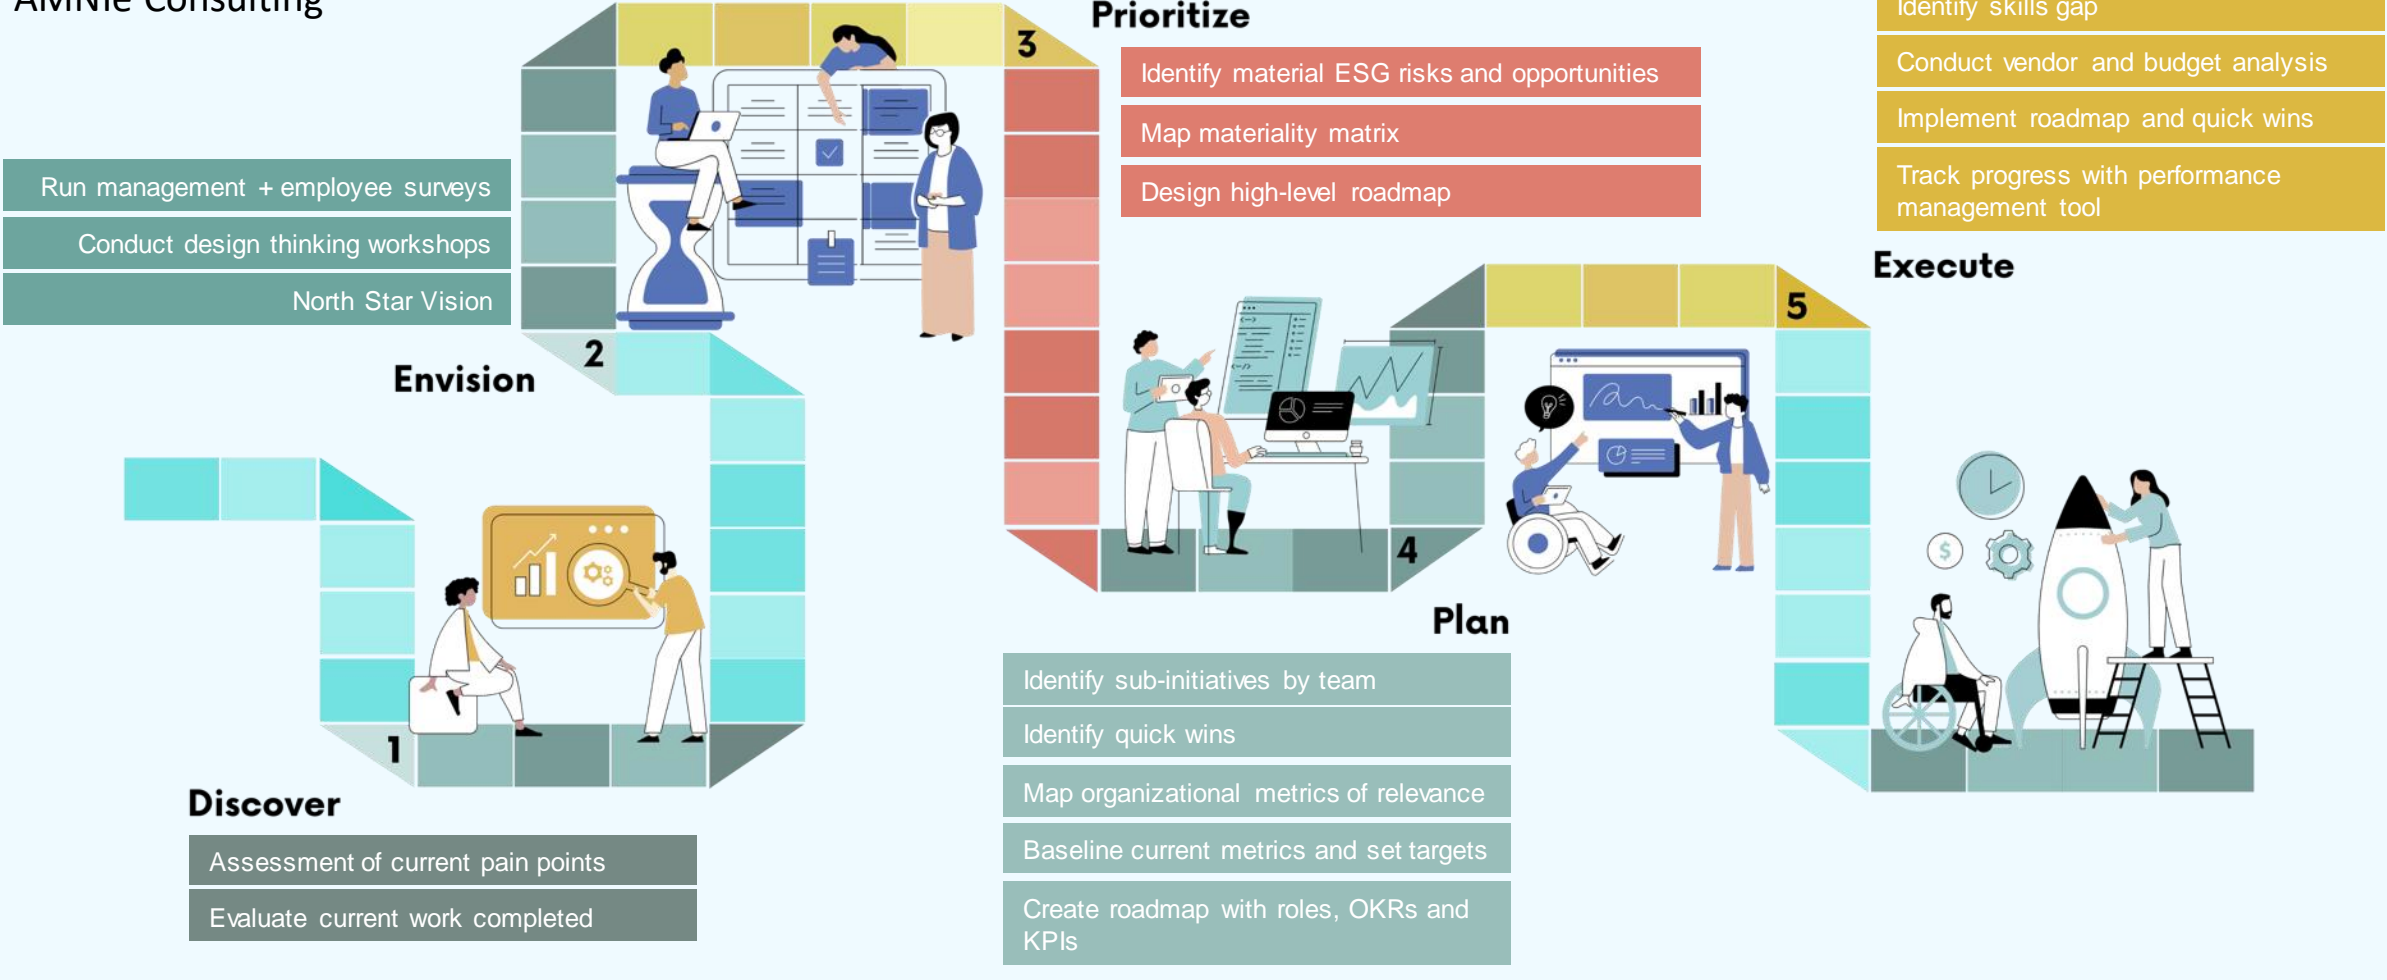 AMNie Consulting
Run management + employee surveys
Conduct design thinking workshops
North Star Vision
2
Envision
1
Discover
Assessment of current pain points
Evaluate current work completed
3
Prioritize
Identify material ESG risks and opportunities
Map materiality matrix
Design high-level roadmap
4
Plan
Identify sub-initiatives by team
Identify quick wins
Map organizational metrics of relevance
Baseline current metrics and set targets
Create roadmap with roles, OKRs and
KPIs
Identify skills gap
Conduct vendor and budget analysis
Implement roadmap and quick wins
Track progress with performance
management tool
Execute
5
$